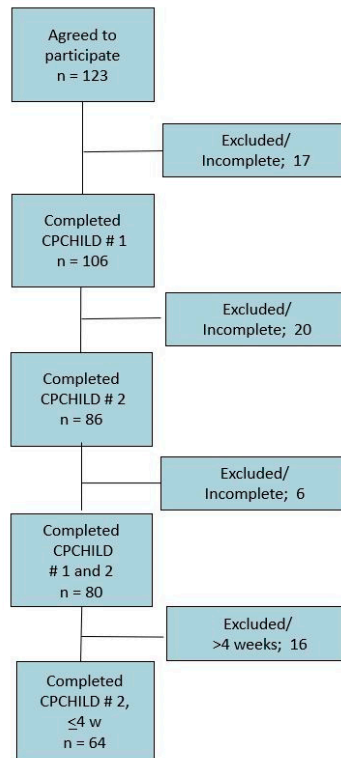 Agreed to
participate
n = 123
Excluded/
Incomplete; 17
Completed
CPCHILD # 1
n = 106
Excluded/
Incomplete; 20
Completed
CPCHILD # 2
n = 86
Excluded/
Incomplete; 6
Completed
CPCHILD
# 1 and 2
n = 80
Excluded/
>4 weeks; 16
Completed
CPCHILD # 2,
≤4 w
n = 64